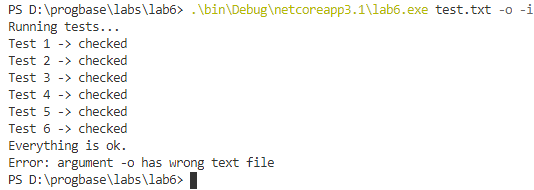 PS D:\progbase\labs\lab6> .\bin\Debug\netcoreapp3.1\lab6.exe test.txt -o -i
Running tests...
Test 1 -> checked
Test 2 -> checked
Test 3 -> checked
Test 4 -> checked
Test 5 -> checked
Test 6 -> checked
Everything is ok.
Error: argument -o has wrong text file
PS D:\progbase\labs\lab6>